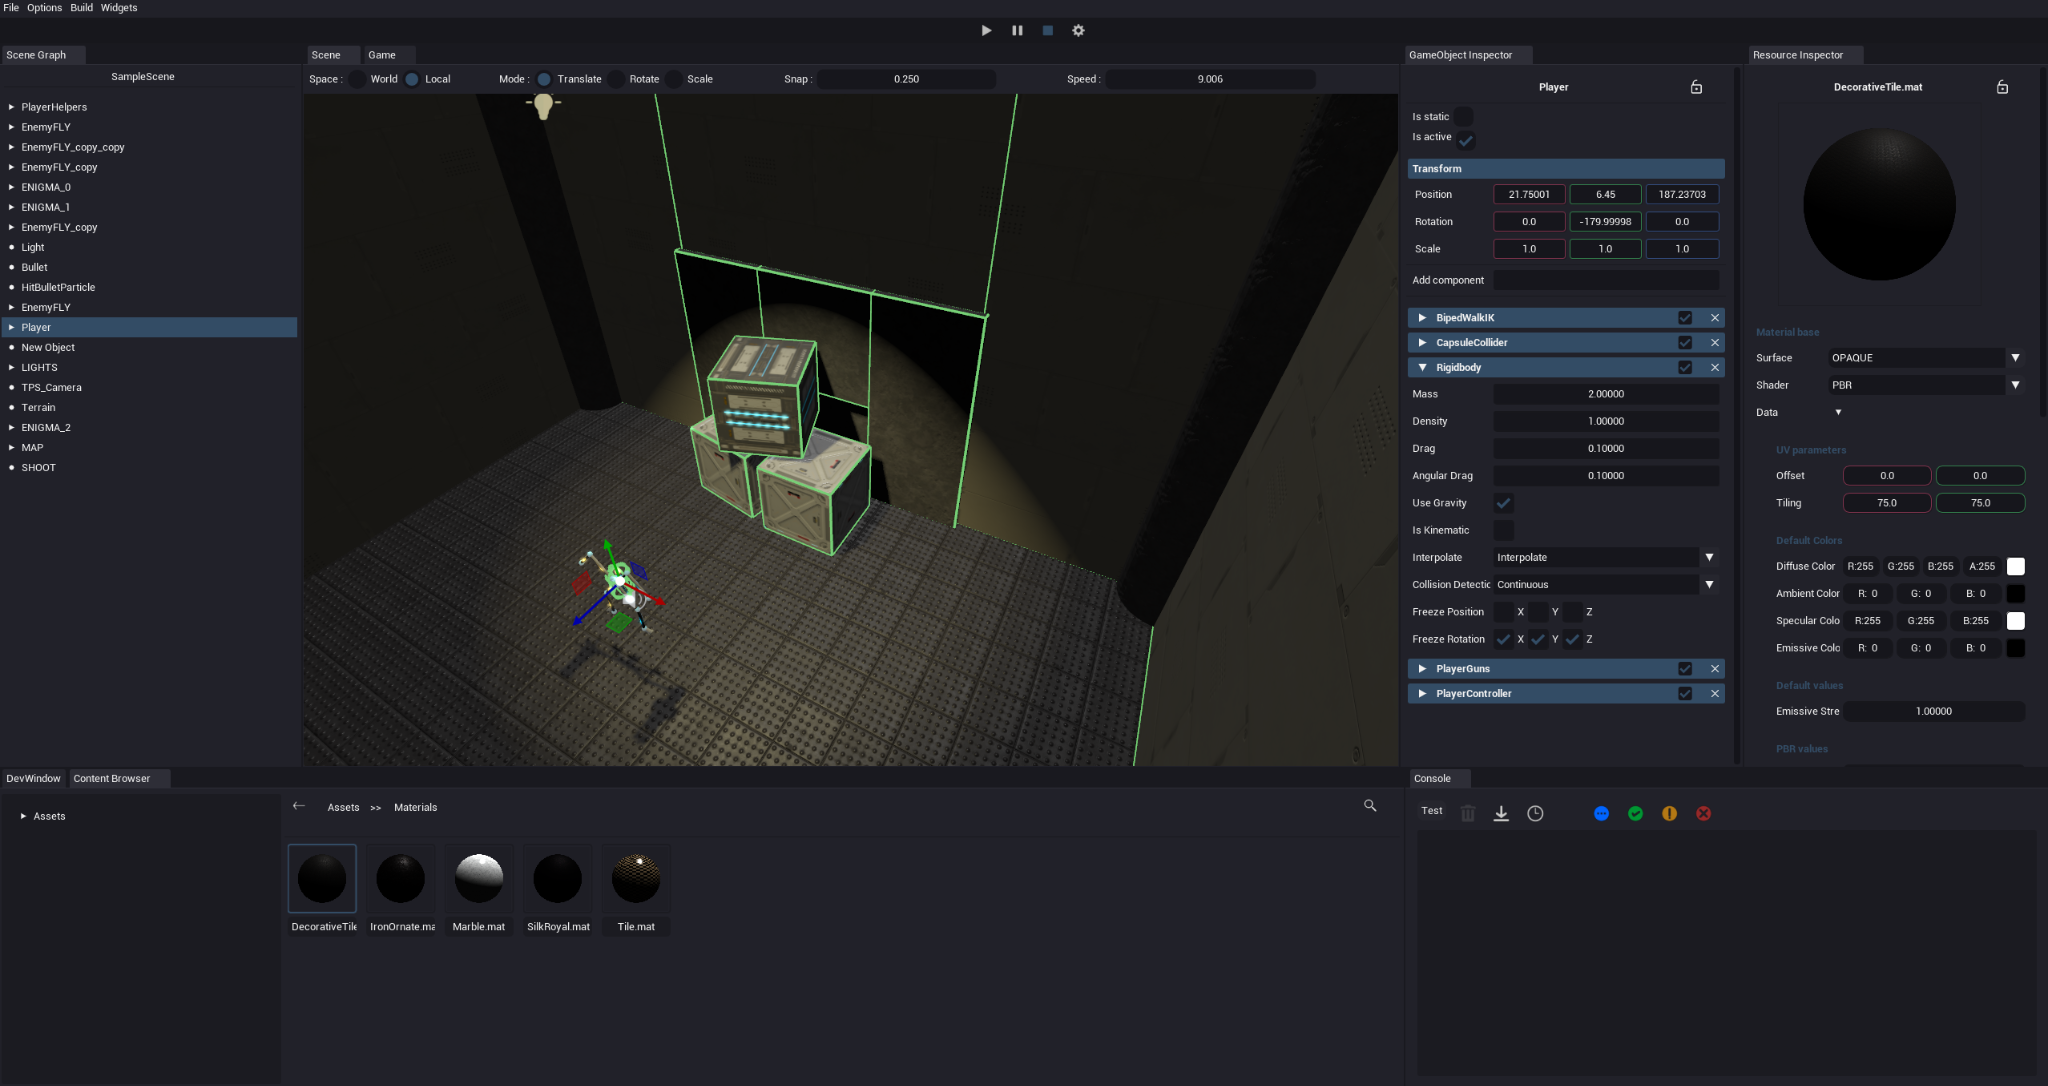 File Options Build Widgets
Scene Graph
SampleScene
PlayerHelpers
EnemyFLY
EnemyFLY_copy_copy
EnemyFLY_copy
ENIGMA_0
ENIGMA_1
EnemyFLY_copy
Light
Bullet
HitBulletParticle
EnemyFLY
Player
New Object
LIGHTS
TPS_Camera
Terrain
ENIGMA_2
MAP
SHOOT
Scene Game
Space : World Local Mode : Translate Rotate Scale Snap : 0.250 Speed : 9.006
GameObject Inspector
Player
Is static
Is active
Transform
Position 21.75001 6.45 187.23703
Rotation 0.0 -179.99998 0.0
Scale 1.0 1.0 1.0
Add component
BipedWalkIK
CapsuleCollider
Rigidbody
Mass 2.00000
Density 1.00000
Drag 0.10000
Angular Drag 0.10000
Use Gravity
Is Kinematic
Interpolate Interpolate
Collision Detectic Continuous
Freeze Position X Y Z
Freeze Rotation X Y Z
PlayerGuns
PlayerController
Resource Inspector
DecorativeTile.mat
Material base
Surface OPAQUE
Shader PBR
Data
UV parameters
Offset 0.0 0.0
Tiling 75.0 75.0
Default Colors
Diffuse Color R:255 G:255 B:255 A:255
Ambient Color R: 0 G: 0 B: 0
Specular Colo R:255 G:255 B:255
Emissive Colc R: 0 G: 0 B: 0
Default values
Emissive Stre 1.00000
PBR values
DevWindow Content Browser
Assets
Assets >> Materials
DecorativeTile IronOrnate.ma Marble.mat SilkRoyal.mat Tile.mat
Console
Test